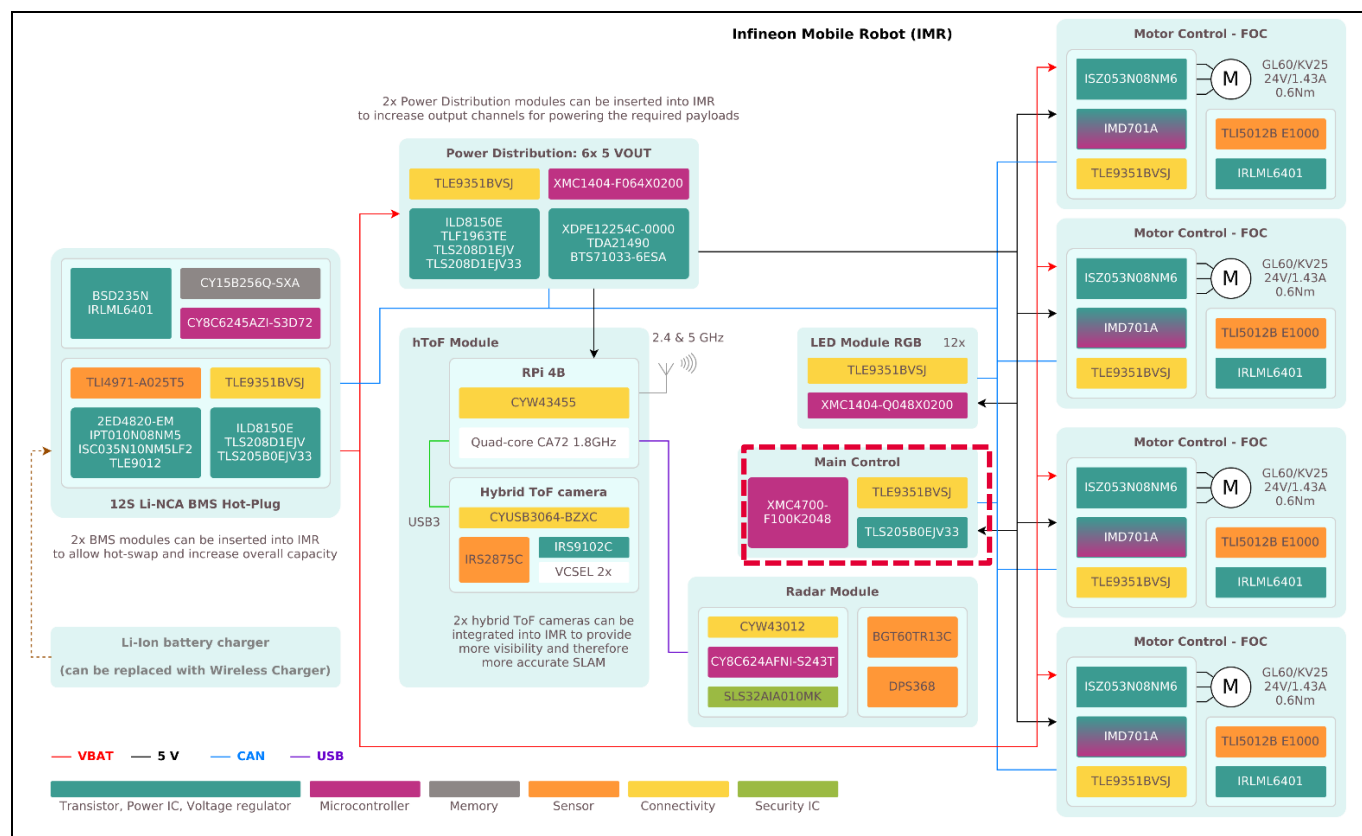 Infineon Mobile Robot (IMR)
2x Power Distribution modules can be inserted into IMR
to increase output channels for powering the required payloads
Power Distribution: 6x 5 VOUT
TLE9351BVSJ
XMC1404-F064X0200
ILD8150E
TLF1963TE
TLS208D1EJV
TLS208D1EJV33
XDPE12254C-0000
TDA21490
BTS71033-6ESA
BSD235N
IRLML6401
CY15B256Q-SXA
CY8C6245AZI-S3D72
TLI4971-A025T5
TLE9351BVSJ
2ED4820-EM
IPT010N08NM5
ISC035N10NM5LF2
TLE9012
ILD8150E
TLS208D1EJV
TLS205B0EJV33
12S Li-NCA BMS Hot-Plug
2x BMS modules can be inserted into IMR
to allow hot-swap and increase overall capacity
Li-Ion battery charger
(can be replaced with Wireless Charger)
hToF Module
2.4 & 5 GHz
RPi 4B
CYW43455
Quad-core CA72 1.8GHz
USB3
Hybrid ToF camera
CYUSB3064-BZXC
IRS2875C
IRS9102C
VCSEL 2x
2x hybrid ToF cameras can be
integrated into IMR to provide
more visibility and therefore
more accurate SLAM
LED Module RGB 12x
TLE9351BVSJ
XMC1404-Q048X0200
Main Control
XMC4700-
F100K2048
TLE9351BVSJ
TLS205B0EJV33
Radar Module
CYW43012
CY8C624AFNI-S243T
SLS32AIA010MK
BGT60TR13C
DPS368
Motor Control - FOC
ISZ053N08NM6
M
GL60/KV25
24V/1.43A
0.6Nm
IMD701A
TLE9351BVSJ
TLI5012B E1000
IRLML6401
Motor Control - FOC
ISZ053N08NM6
M
GL60/KV25
24V/1.43A
0.6Nm
IMD701A
TLE9351BVSJ
TLI5012B E1000
IRLML6401
Motor Control - FOC
ISZ053N08NM6
M
GL60/KV25
24V/1.43A
0.6Nm
IMD701A
TLE9351BVSJ
TLI5012B E1000
IRLML6401
Motor Control - FOC
ISZ053N08NM6
M
GL60/KV25
24V/1.43A
0.6Nm
IMD701A
TLE9351BVSJ
TLI5012B E1000
IRLML6401
VBAT
5 V
CAN
USB
Transistor, Power IC, Voltage regulator
Microcontroller
Memory
Sensor
Connectivity
Security IC